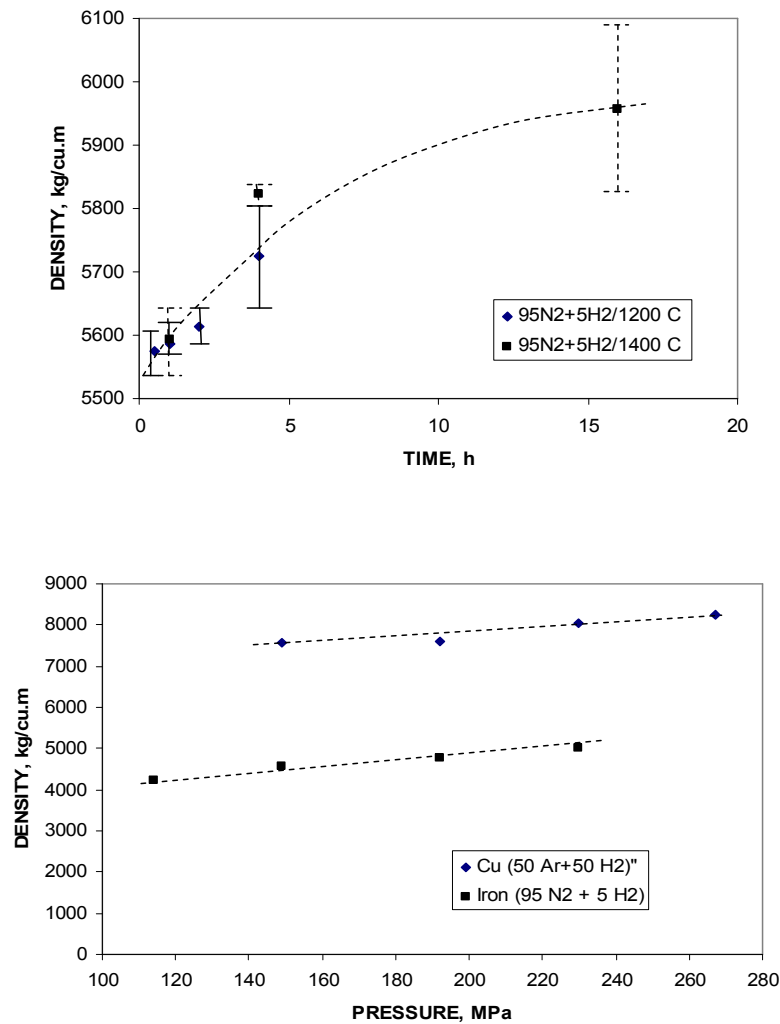 6100
6000
5900
5800
5700
5600
5500
DENSITY, kg/cu.m
95N2+5H2/1200 C
95N2+5H2/1400 C
0 5 10 15 20
TIME, h
9000
8000
7000
6000
5000
4000
3000
2000
1000
0
DENSITY, kg/cu.m
Cu (50 Ar+50 H2)"
Iron (95 N2 + 5 H2)
100 120 140 160 180 200 220 240 260 280
PRESSURE, MPa